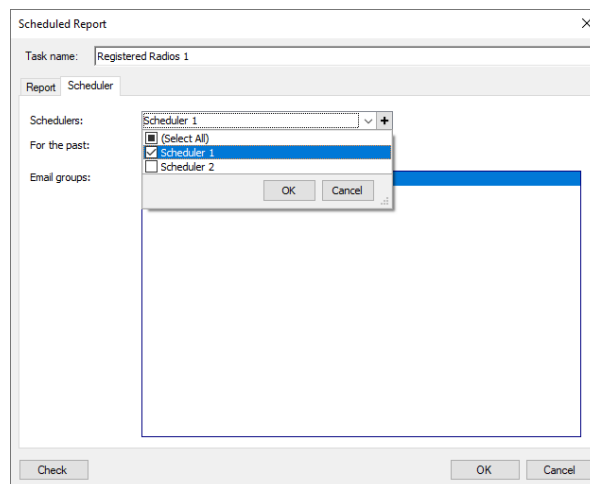 Scheduled Report
Task name: Registered Radios 1
Report Scheduler
Schedulers: Scheduler 1
(Select All)
For the past:
Scheduler 1
Scheduler 2
Email groups:
OK Cancel
Check OK Cancel